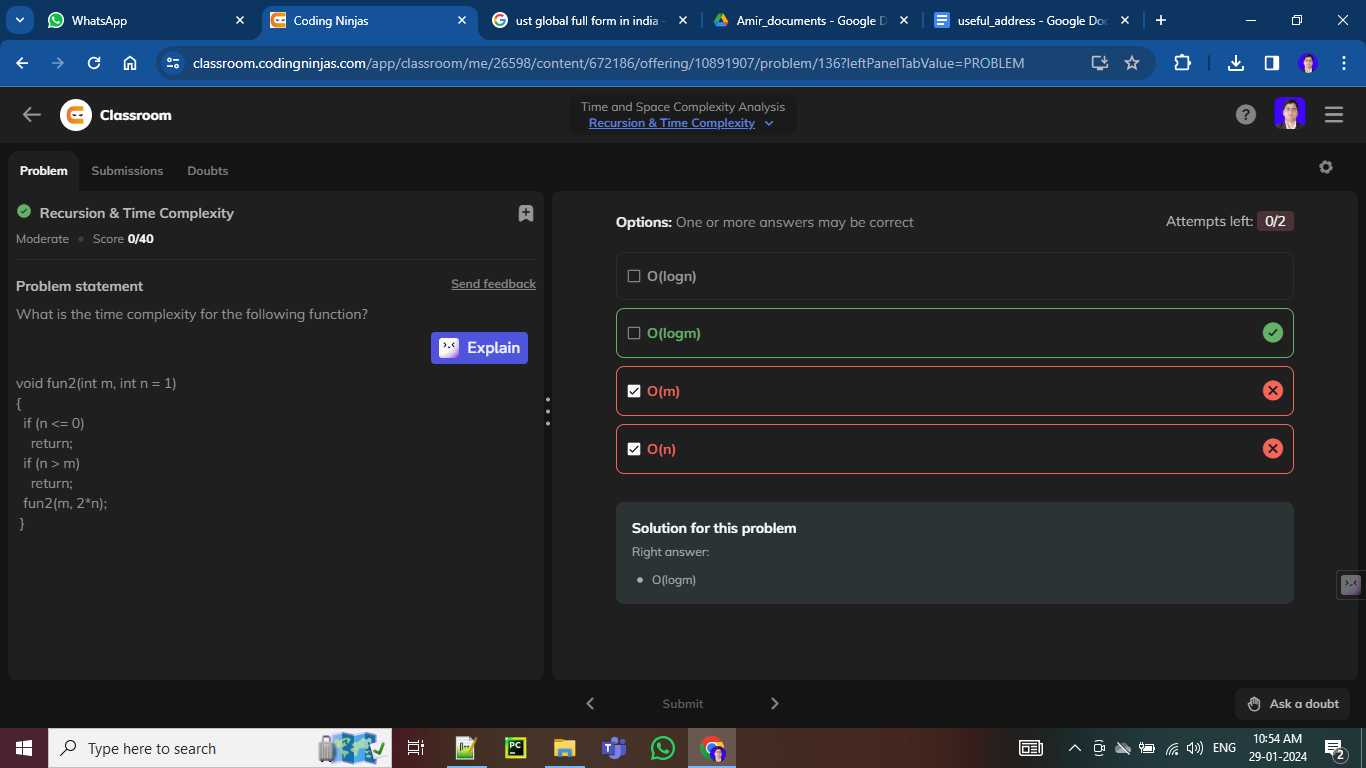 WhatsApp
Coding Ninjas
ust global full form in india -
Amir_documents - Google D
useful_address - Google Doc
classroom.codingninjas.com/app/classroom/me/26598/content/672186/offering/10891907/problem/136?leftPanelTabValue=PROBLEM
Classroom
Time and Space Complexity Analysis
Recursion & Time Complexity
Problem
Submissions
Doubts
Recursion & Time Complexity
Moderate
Score 0/40
Problem statement
Send feedback
What is the time complexity for the following function?
Explain
void fun2(int m, int n = 1)
{
if (n <= 0)
return;
if (n > m)
return;
fun2(m, 2*n);
}
Options: One or more answers may be correct
Attempts left: 0/2
O(logn)
O(logm)
O(m)
O(n)
Solution for this problem
Right answer:
• O(logm)
Submit
Ask a doubt
Type here to search
PC
ENG
10:54 AM
29-01-2024
2